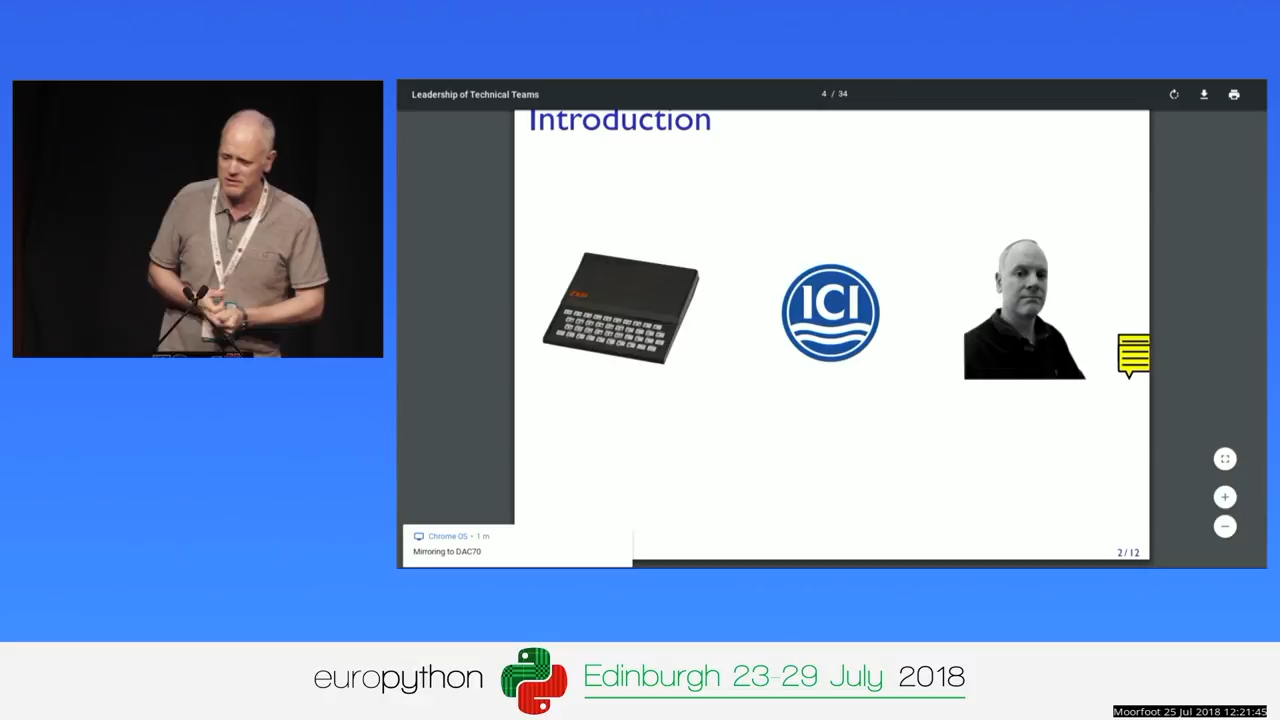 Leadership of Technical Teams
4 / 34
Introduction
ICI
Chrome OS • 1 m
Mirroring to DAC70
2/12
europython
Edinburgh 23-29 July 2018
Moorfoot 25 Jul 2018 12:21:45